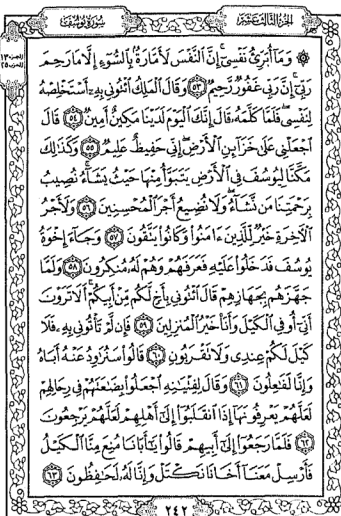 الجزء الثالث عشر
سورة يوسف
۞ وَمَآ أُبَرِّئُ نَفْسِىٓ إِنَّ ٱلنَّفْسَ لَأَمَّارَةٌۢ بِٱلسُّوٓءِ إِلَّا مَا رَحِمَ
رَبِّىٓ إِنَّ رَبِّى غَفُورٌ رَّحِيمٌ ٥٣ وَقَالَ ٱلْمَلِكُ ٱئْتُونِى بِهِۦٓ أَسْتَخْلِصْهُ
لِنَفْسِى فَلَمَّا كَلَّمَهُۥ قَالَ إِنَّكَ ٱلْيَوْمَ لَدَيْنَا مَكِينٌ أَمِينٌ ٥٤ قَالَ
ٱجْعَلْنِى عَلَىٰ خَزَآئِنِ ٱلْأَرْضِ إِنِّى حَفِيظٌ عَلِيمٌ ٥٥ وَكَذَٰلِكَ
مَكَّنَّا لِيُوسُفَ فِى ٱلْأَرْضِ يَتَبَوَّأُ مِنْهَا حَيْثُ يَشَآءُ نُصِيبُ
بِرَحْمَتِنَا مَن نَّشَآءُ وَلَا نُضِيعُ أَجْرَ ٱلْمُحْسِنِينَ ٥٦ وَلَأَجْرُ
ٱلْءَاخِرَةِ خَيْرٌ لِّلَّذِينَ ءَامَنُوا۟ وَكَانُوا۟ يَتَّقُونَ ٥٧ وَجَآءَ إِخْوَةُ
يُوسُفَ فَدَخَلُوا۟ عَلَيْهِ فَعَرَفَهُمْ وَهُمْ لَهُۥ مُنكِرُونَ ٥٨ وَلَمَّا
جَهَّزَهُم بِجَهَازِهِمْ قَالَ ٱئْتُونِى بِأَخٍ لَّكُم مِّنْ أَبِيكُمْ أَلَا تَرَوْنَ
أَنِّىٓ أُوفِى ٱلْكَيْلَ وَأَنَا۠ خَيْرُ ٱلْمُنزِلِينَ ٥٩ فَإِن لَّمْ تَأْتُونِى بِهِۦ فَلَا
كَيْلَ لَكُمْ عِندِى وَلَا تَقْرَبُونِ ٦٠ قَالُوا۟ سَنُرَٰوِدُ عَنْهُ أَبَاهُ
وَإِنَّا لَفَٰعِلُونَ ٦١ وَقَالَ لِفِتْيَٰنِهِ ٱجْعَلُوا۟ بِضَٰعَتَهُمْ فِى رِحَالِهِمْ
لَعَلَّهُمْ يَعْرِفُونَهَآ إِذَا ٱنقَلَبُوٓا۟ إِلَىٰٓ أَهْلِهِمْ لَعَلَّهُمْ يَرْجِعُونَ
٦٢ فَلَمَّا رَجَعُوٓا۟ إِلَىٰٓ أَبِيهِمْ قَالُوا۟ يَٰٓأَبَانَا مُنِعَ مِنَّا ٱلْكَيْلُ
فَأَرْسِلْ مَعَنَآ أَخَانَا نَكْتَلْ وَإِنَّا لَهُۥ لَحَٰفِظُونَ ٦٣
٢٤٢